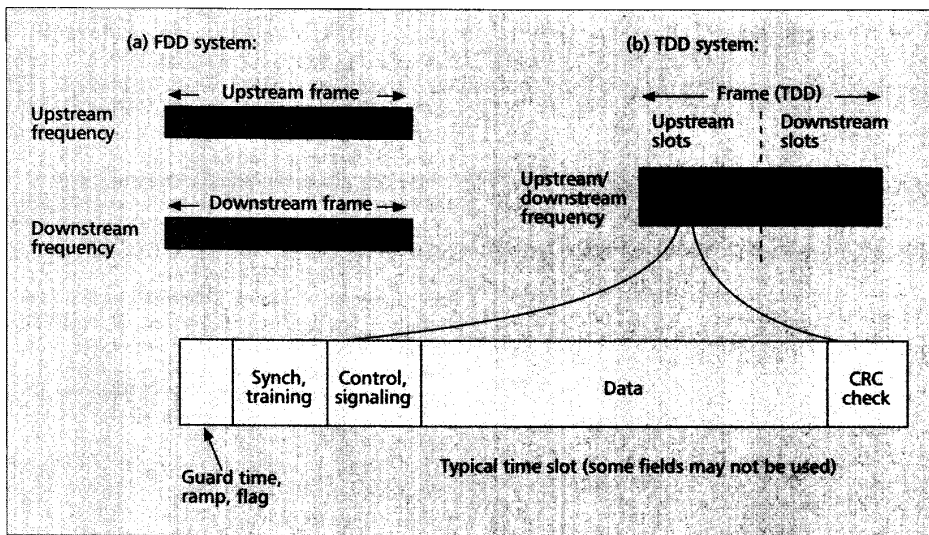 (a) FDD system:
Upstream frame
Upstream
frequency
Downstream frame
Downstream
frequency
(b) TDD system:
Frame (TDD)
Upstream
slots
Downstream
slots
Upstream/
downstream
frequency
Synch,
training
Control,
signaling
Data
CRC
check
Guard time,
ramp, flag
Typical time slot (some fields may not be used)